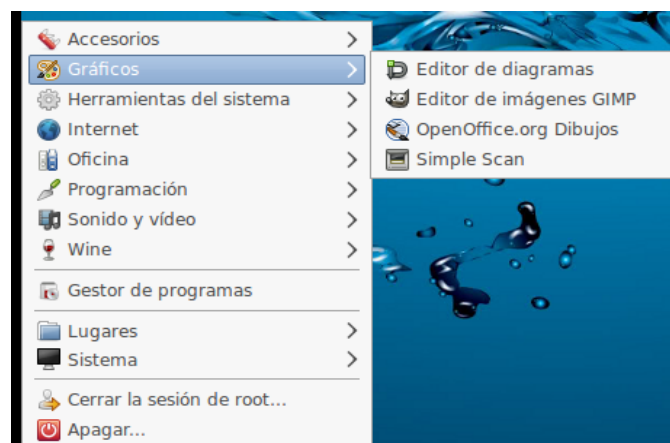 Accesorios
Gráficos
Herramientas del sistema
Internet
Oficina
Programación
Sonido y vídeo
Wine
Gestor de programas
Lugares
Sistema
Cerrar la sesión de root...
Apagar...
Editor de diagramas
Editor de imágenes GIMP
OpenOffice.org Dibujos
Simple Scan